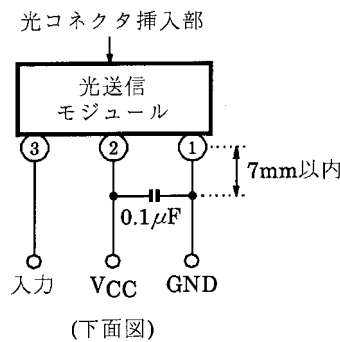 光コネクタ挿入部
光送信
モジュール
3 2 1
7mm以内
0.1μF
入力 VCC GND
(下面図)